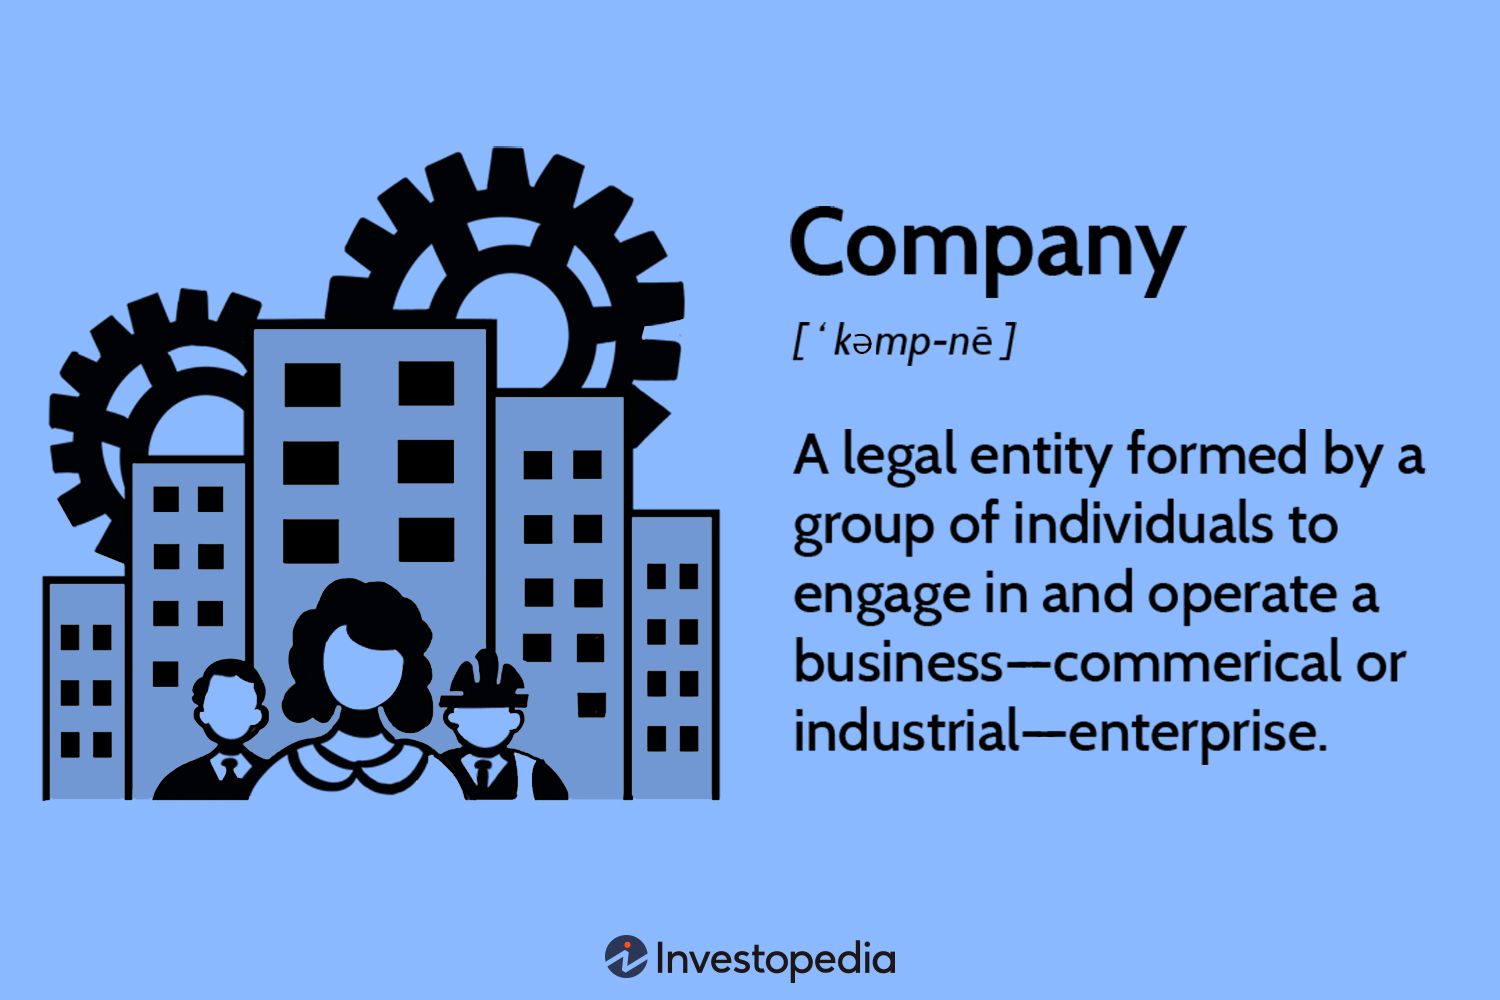 Company
[ ‘ kəmp-nē ]
A legal entity formed by a
group of individuals to
engage in and operate a
business—commerical or
industrial—enterprise.
Investopedia